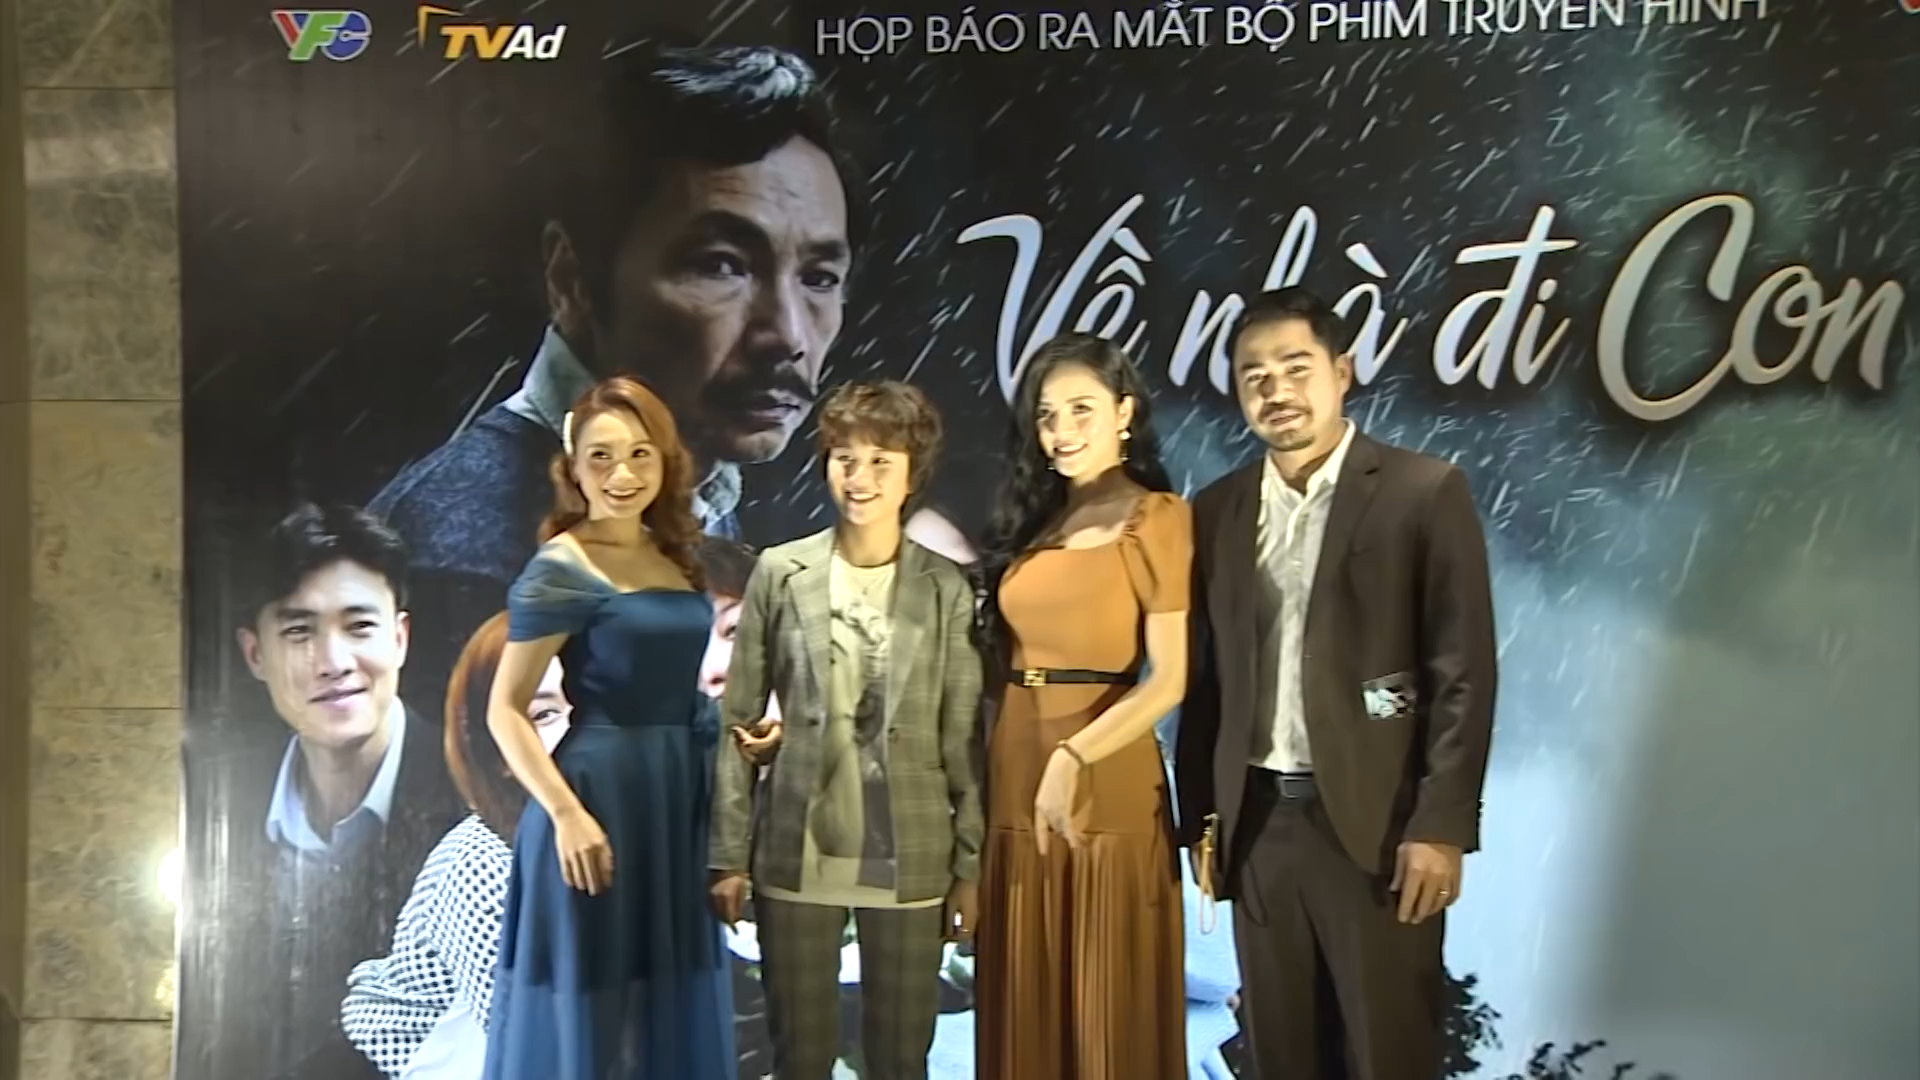 VFC TVAd
HỌP BÁO RA MẮT BỘ PHIM TRUYỀN HÌNH
Về nhà đi Con